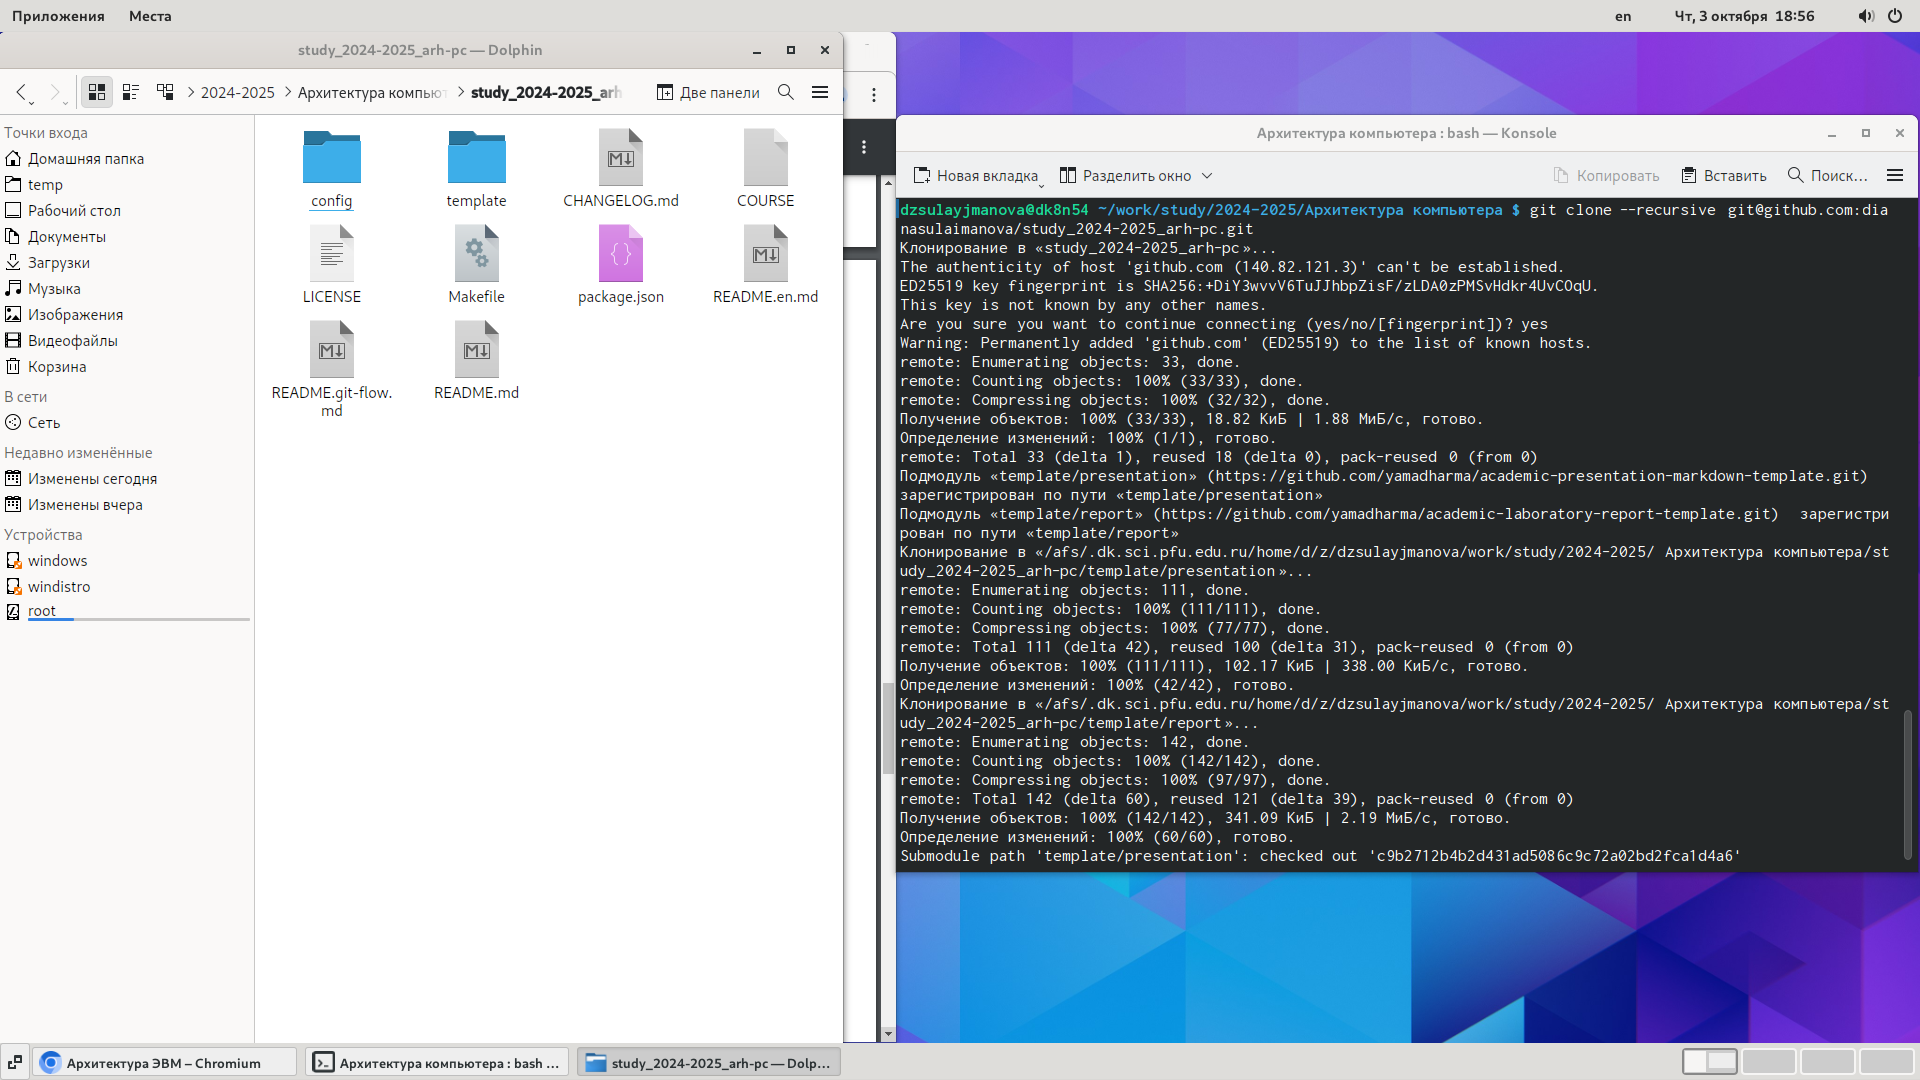 Приложения Места en Чт, 3 октября 18:56
study_2024-2025_arh-pc — Dolphin
2024-2025 Архитектура компьют study_2024-2025_arh Две панели
Точки входа
Домашняя папка
temp
Рабочий стол
Документы
Загрузки
Музыка
Изображения
Видеофайлы
Корзина
В сети
Сеть
Недавно изменённые
Изменены сегодня
Изменены вчера
Устройства
windows
windistro
root
config template CHANGELOG.md COURSE
LICENSE Makefile package.json README.en.md
README.git-flow.
md
README.md
Архитектура компьютера : bash — Konsole
Новая вкладка Разделить окно Копировать Вставить Поиск...
dzsulayjmanova@dk8n54 ~/work/study/2024-2025/Архитектура компьютера $ git clone --recursive git@github.com:dia
nasulaimanova/study_2024-2025_arh-pc.git
Клонирование в «study_2024-2025_arh-pc»...
The authenticity of host 'github.com (140.82.121.3)' can't be established.
ED25519 key fingerprint is SHA256:+DiY3wvvV6TuJJhbpZisF/zLDA0zPMSvHdkr4UvCOqU.
This key is not known by any other names.
Are you sure you want to continue connecting (yes/no/[fingerprint])? yes
Warning: Permanently added 'github.com' (ED25519) to the list of known hosts.
remote: Enumerating objects: 33, done.
remote: Counting objects: 100% (33/33), done.
remote: Compressing objects: 100% (32/32), done.
Получение объектов: 100% (33/33), 18.82 КиБ | 1.88 МиБ/с, готово.
Определение изменений: 100% (1/1), готово.
remote: Total 33 (delta 1), reused 18 (delta 0), pack-reused 0 (from 0)
Подмодуль «template/presentation» (https://github.com/yamadharma/academic-presentation-markdown-template.git)
зарегистрирован по пути «template/presentation»
Подмодуль «template/report» (https://github.com/yamadharma/academic-laboratory-report-template.git) зарегистри
рован по пути «template/report»
Клонирование в «/afs/.dk.sci.pfu.edu.ru/home/d/z/dzsulayjmanova/work/study/2024-2025/ Архитектура компьютера/st
udy_2024-2025_arh-pc/template/presentation»...
remote: Enumerating objects: 111, done.
remote: Counting objects: 100% (111/111), done.
remote: Compressing objects: 100% (77/77), done.
remote: Total 111 (delta 42), reused 100 (delta 31), pack-reused 0 (from 0)
Получение объектов: 100% (111/111), 102.17 КиБ | 338.00 КиБ/с, готово.
Определение изменений: 100% (42/42), готово.
Клонирование в «/afs/.dk.sci.pfu.edu.ru/home/d/z/dzsulayjmanova/work/study/2024-2025/ Архитектура компьютера/st
udy_2024-2025_arh-pc/template/report»...
remote: Enumerating objects: 142, done.
remote: Counting objects: 100% (142/142), done.
remote: Compressing objects: 100% (97/97), done.
remote: Total 142 (delta 60), reused 121 (delta 39), pack-reused 0 (from 0)
Получение объектов: 100% (142/142), 341.09 КиБ | 2.19 МиБ/с, готово.
Определение изменений: 100% (60/60), готово.
Submodule path 'template/presentation': checked out 'c9b2712b4b2d431ad5086c9c72a02bd2fca1d4a6'
Архитектура ЭВМ – Chromium Архитектура компьютера : bash ... study_2024-2025_arh-pc — Dolp...